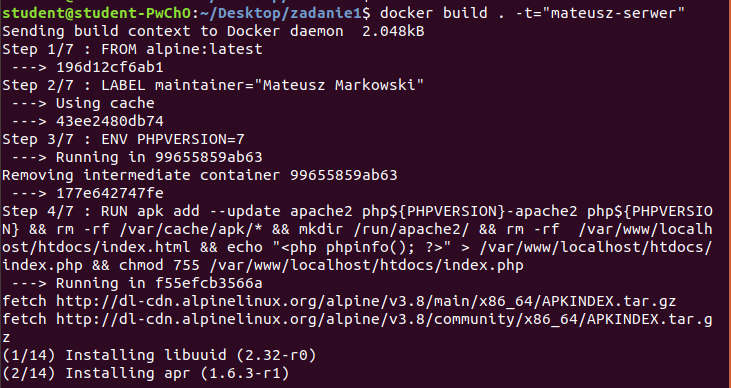 student@student-PwChO:~/Desktop/zadanie1$ docker build . -t="mateusz-serwer"
Sending build context to Docker daemon  2.048kB
Step 1/7 : FROM alpine:latest
 ---> 196d12cf6ab1
Step 2/7 : LABEL maintainer="Mateusz Markowski"
 ---> Using cache
 ---> 43ee2480db74
Step 3/7 : ENV PHPVERSION=7
 ---> Running in 99655859ab63
Removing intermediate container 99655859ab63
 ---> 177e642747fe
Step 4/7 : RUN apk add --update apache2 php${PHPVERSION}-apache2 php${PHPVERSIO
N} && rm -rf /var/cache/apk/* && mkdir /run/apache2/ && rm -rf  /var/www/localh
ost/htdocs/index.html && echo "<php phpinfo(); ?>" > /var/www/localhost/htdocs/
index.php && chmod 755 /var/www/localhost/htdocs/index.php
 ---> Running in f55efcb3566a
fetch http://dl-cdn.alpinelinux.org/alpine/v3.8/main/x86_64/APKINDEX.tar.gz
fetch http://dl-cdn.alpinelinux.org/alpine/v3.8/community/x86_64/APKINDEX.tar.g
z
(1/14) Installing libuuid (2.32-r0)
(2/14) Installing apr (1.6.3-r1)